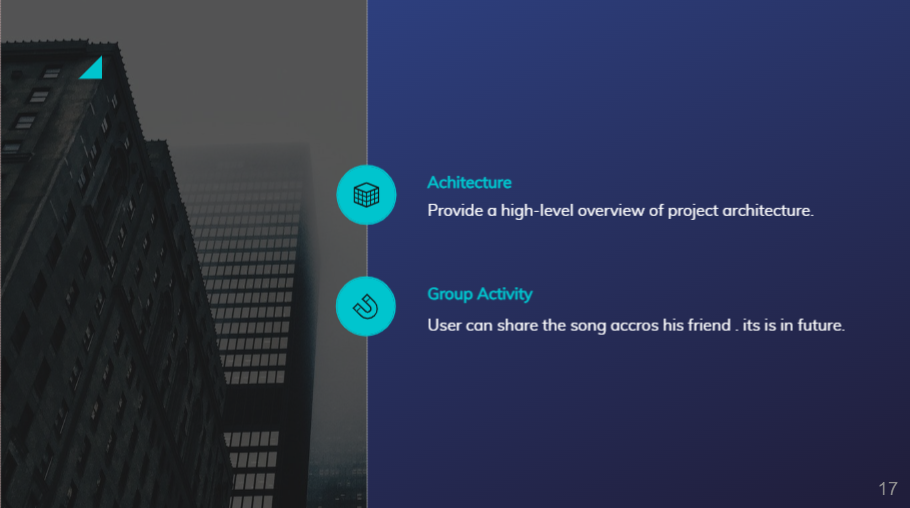 Achitecture
Provide a high-level overview of project architecture.
Group Activity
User can share the song accros his friend . its is in future.
17